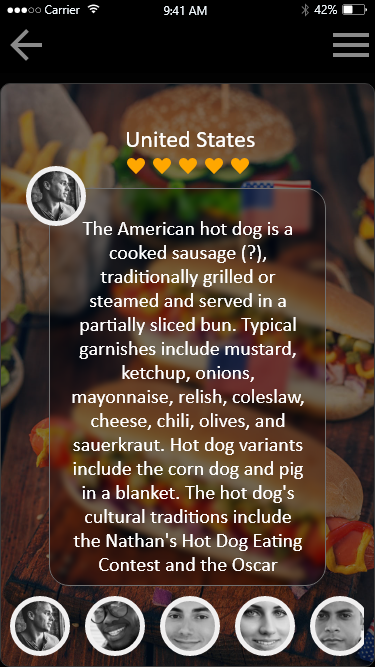 Carrier 9:41 AM 42%
United States
The American hot dog is a
cooked sausage (?),
traditionally grilled or
steamed and served in a
partially sliced bun. Typical
garnishes include mustard,
ketchup, onions,
mayonnaise, relish, coleslaw,
cheese, chili, olives, and
sauerkraut. Hot dog variants
include the corn dog and pig
in a blanket. The hot dog's
cultural traditions include
the Nathan's Hot Dog Eating
Contest and the Oscar